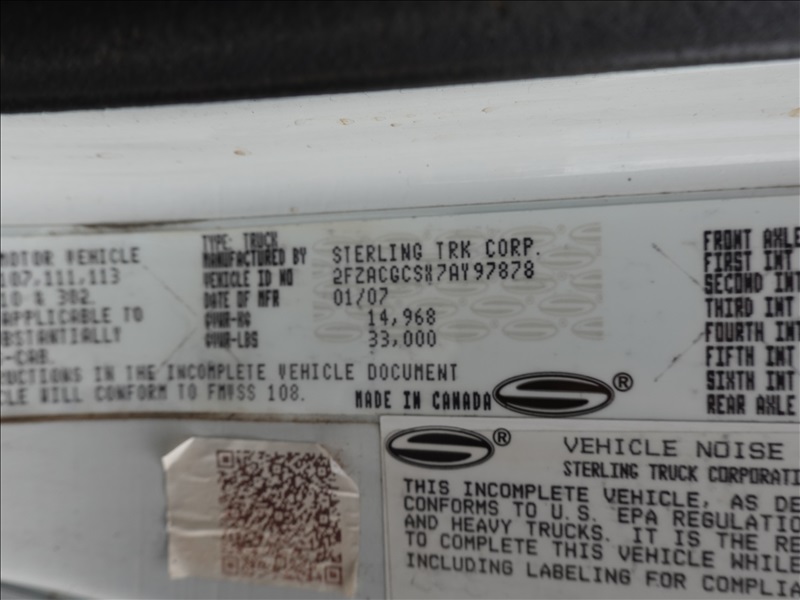 MOTOR VEHICLE
107,111,113
10 & 302.
APPLICABLE TO
SUBSTANTIALLY
-CAB.
UCTIONS IN THE INCOMPLETE VEHICLE DOCUMENT
CLE WILL CONFORM TO FMVSS 108.
TYPE: TRUCK
MANUFACTURED BY STERLING TRK CORP.
VEHICLE ID NO
DATE OF MFR 01/07
GVWR-KG 14,968
GVWR-LBS 33,000
MADE IN CANADA ®
FRONT AXLE
FIRST INT
SECOND INT
THIRD INT
FOURTH INT
FIFTH INT
SIXTH INT
REAR AXLE
® VEHICLE NOISE
STERLING TRUCK CORPORATI
THIS INCOMPLETE VEHICLE, AS DE
CONFORMS TO U.S. EPA REGULATIO
AND HEAVY TRUCKS. IT IS THE RE
TO COMPLETE THIS VEHICLE WHILE
INCLUDING LABELING FOR COMPLIA